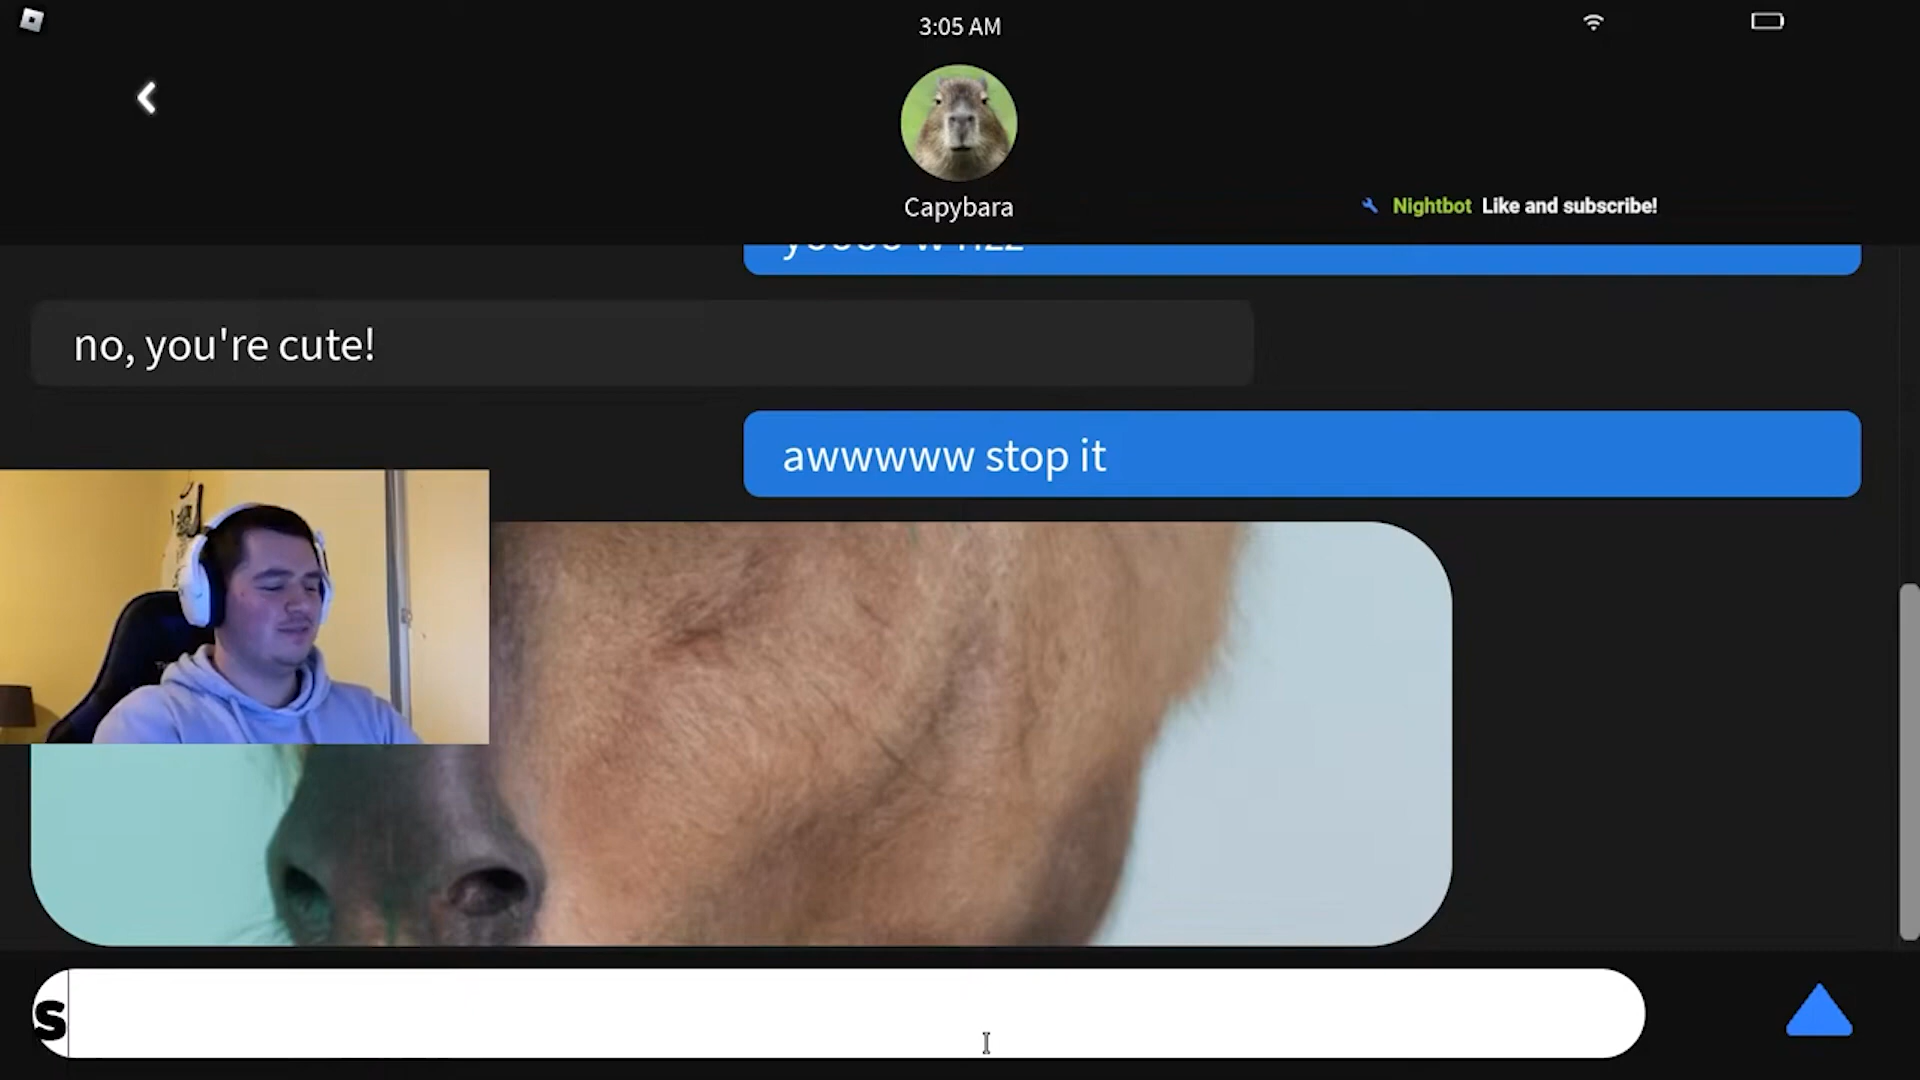 3:05 AM
Capybara
Nightbot Like and subscribe!
no, you're cute!
awwwww stop it
s